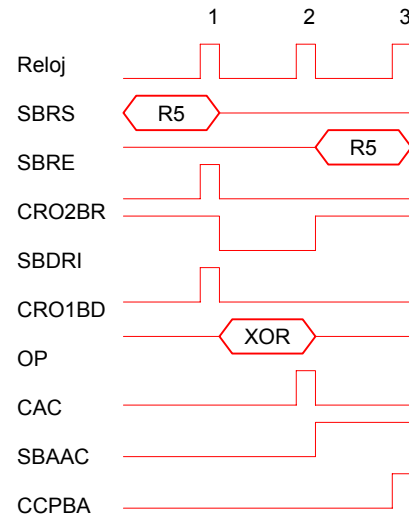 1 2 3
Reloj
SBRS R5
SBRE R5
CRO2BR
SBDRI
CRO1BD
OP XOR
CAC
SBAAC
CCPBA